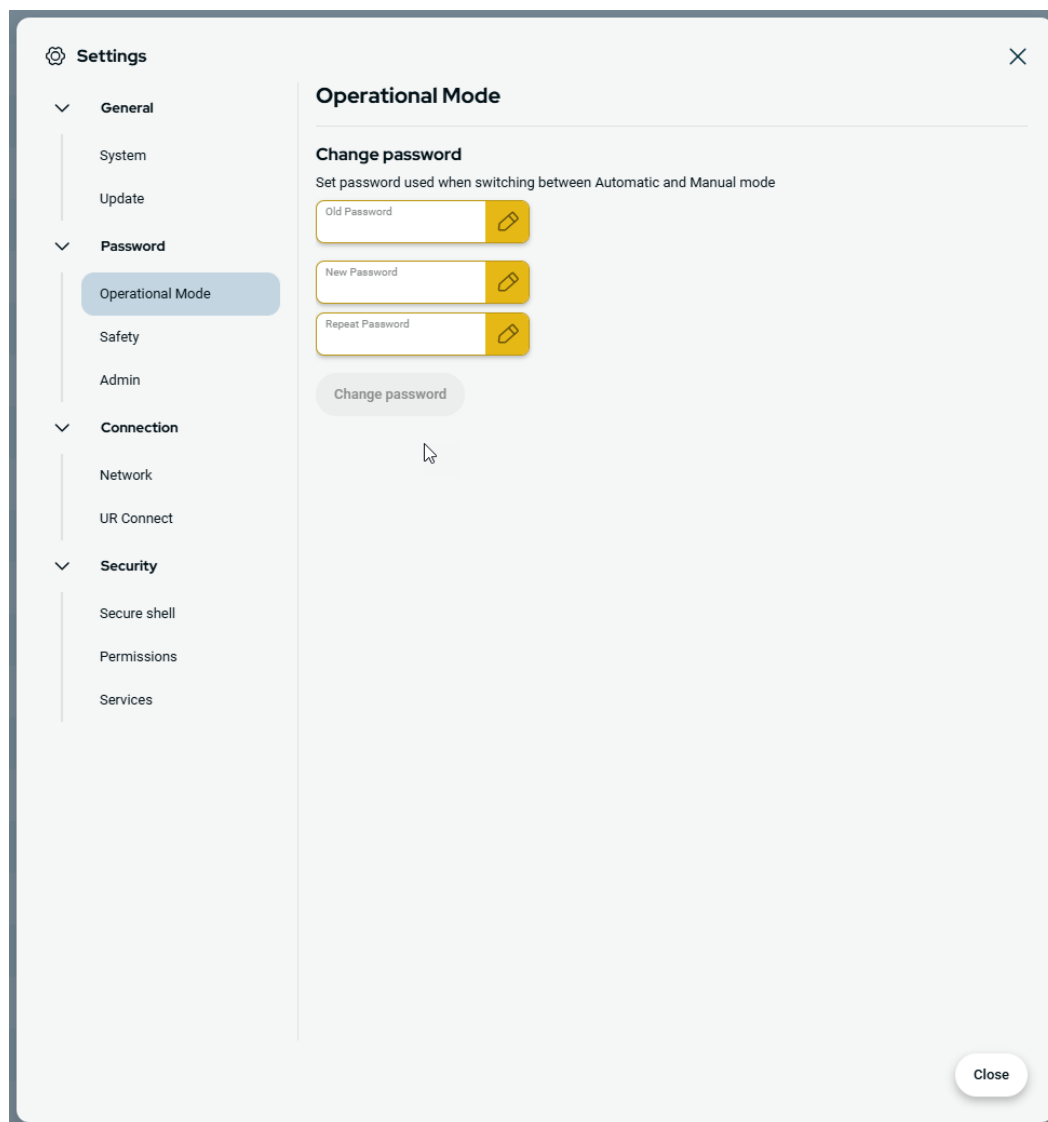 Settings
General
System
Update
Password
Operational Mode
Safety
Admin
Connection
Network
UR Connect
Security
Secure shell
Permissions
Services
Operational Mode
Change password
Set password used when switching between Automatic and Manual mode
Old Password
New Password
Repeat Password
Change password
Close